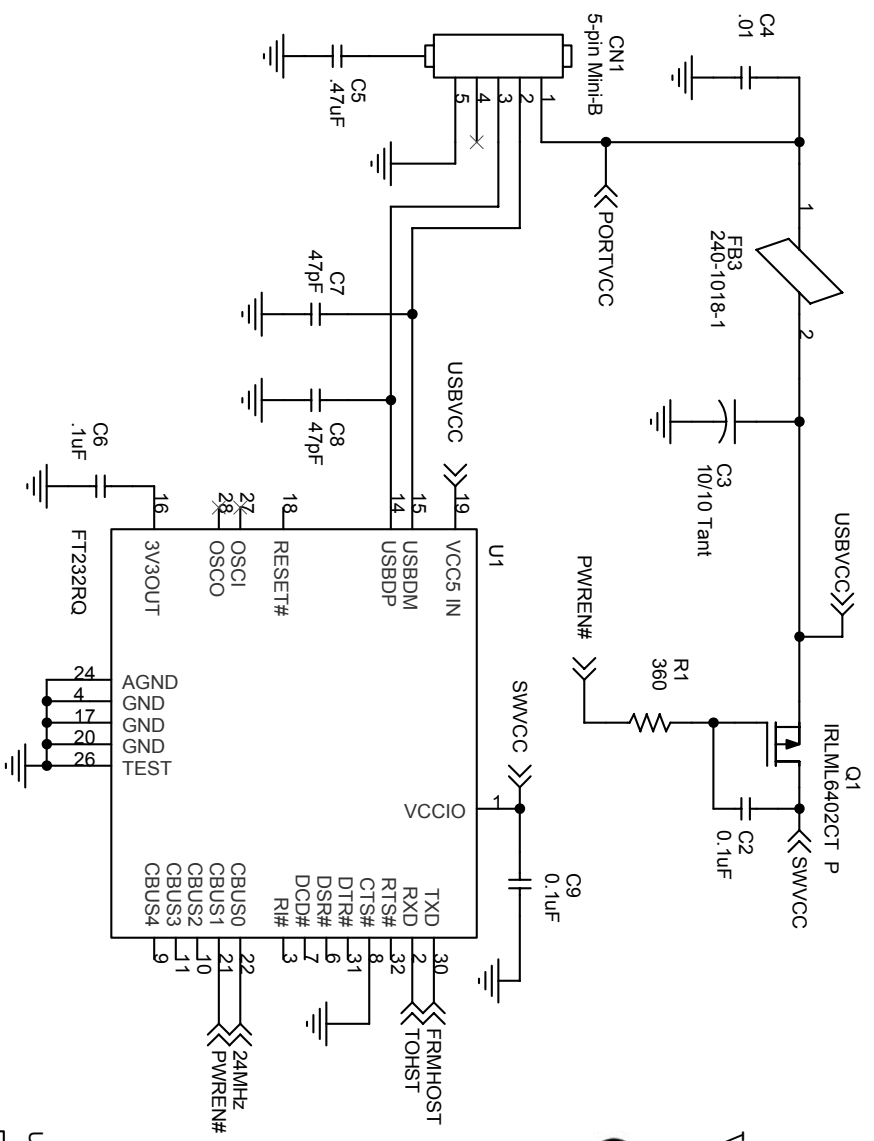 C4
.01
CN1
5-pin Mini-B
1
2
3
4
5
C5
.47uF
PORTVCC
1
FB3
240-1018-1
2
C3
10/10 Tant
USBVCC
Q1
IRLML6402CT P
SWVCC
C2
0.1uF
R1
360
PWREN#
C7
47pF
C8
47pF
USBVCC
C6
.1uF
U1
FT232RQ
19
VCC5 IN
15
USBDM
14
USBDP
18
RESET#
27
OSCI
28
OSCO
16
3V3OUT
24
AGND
4
GND
17
GND
20
GND
26
TEST
SWVCC
1
VCCIO
C9
0.1uF
TXD
30
FRMHOST
RXD
2
TOHST
RTS#
32
CTS#
8
DTR#
31
DSR#
6
DCD#
7
RI#
3
CBUS0
22
24MHz
CBUS1
21
PWREN#
CBUS2
10
CBUS3
11
CBUS4
9